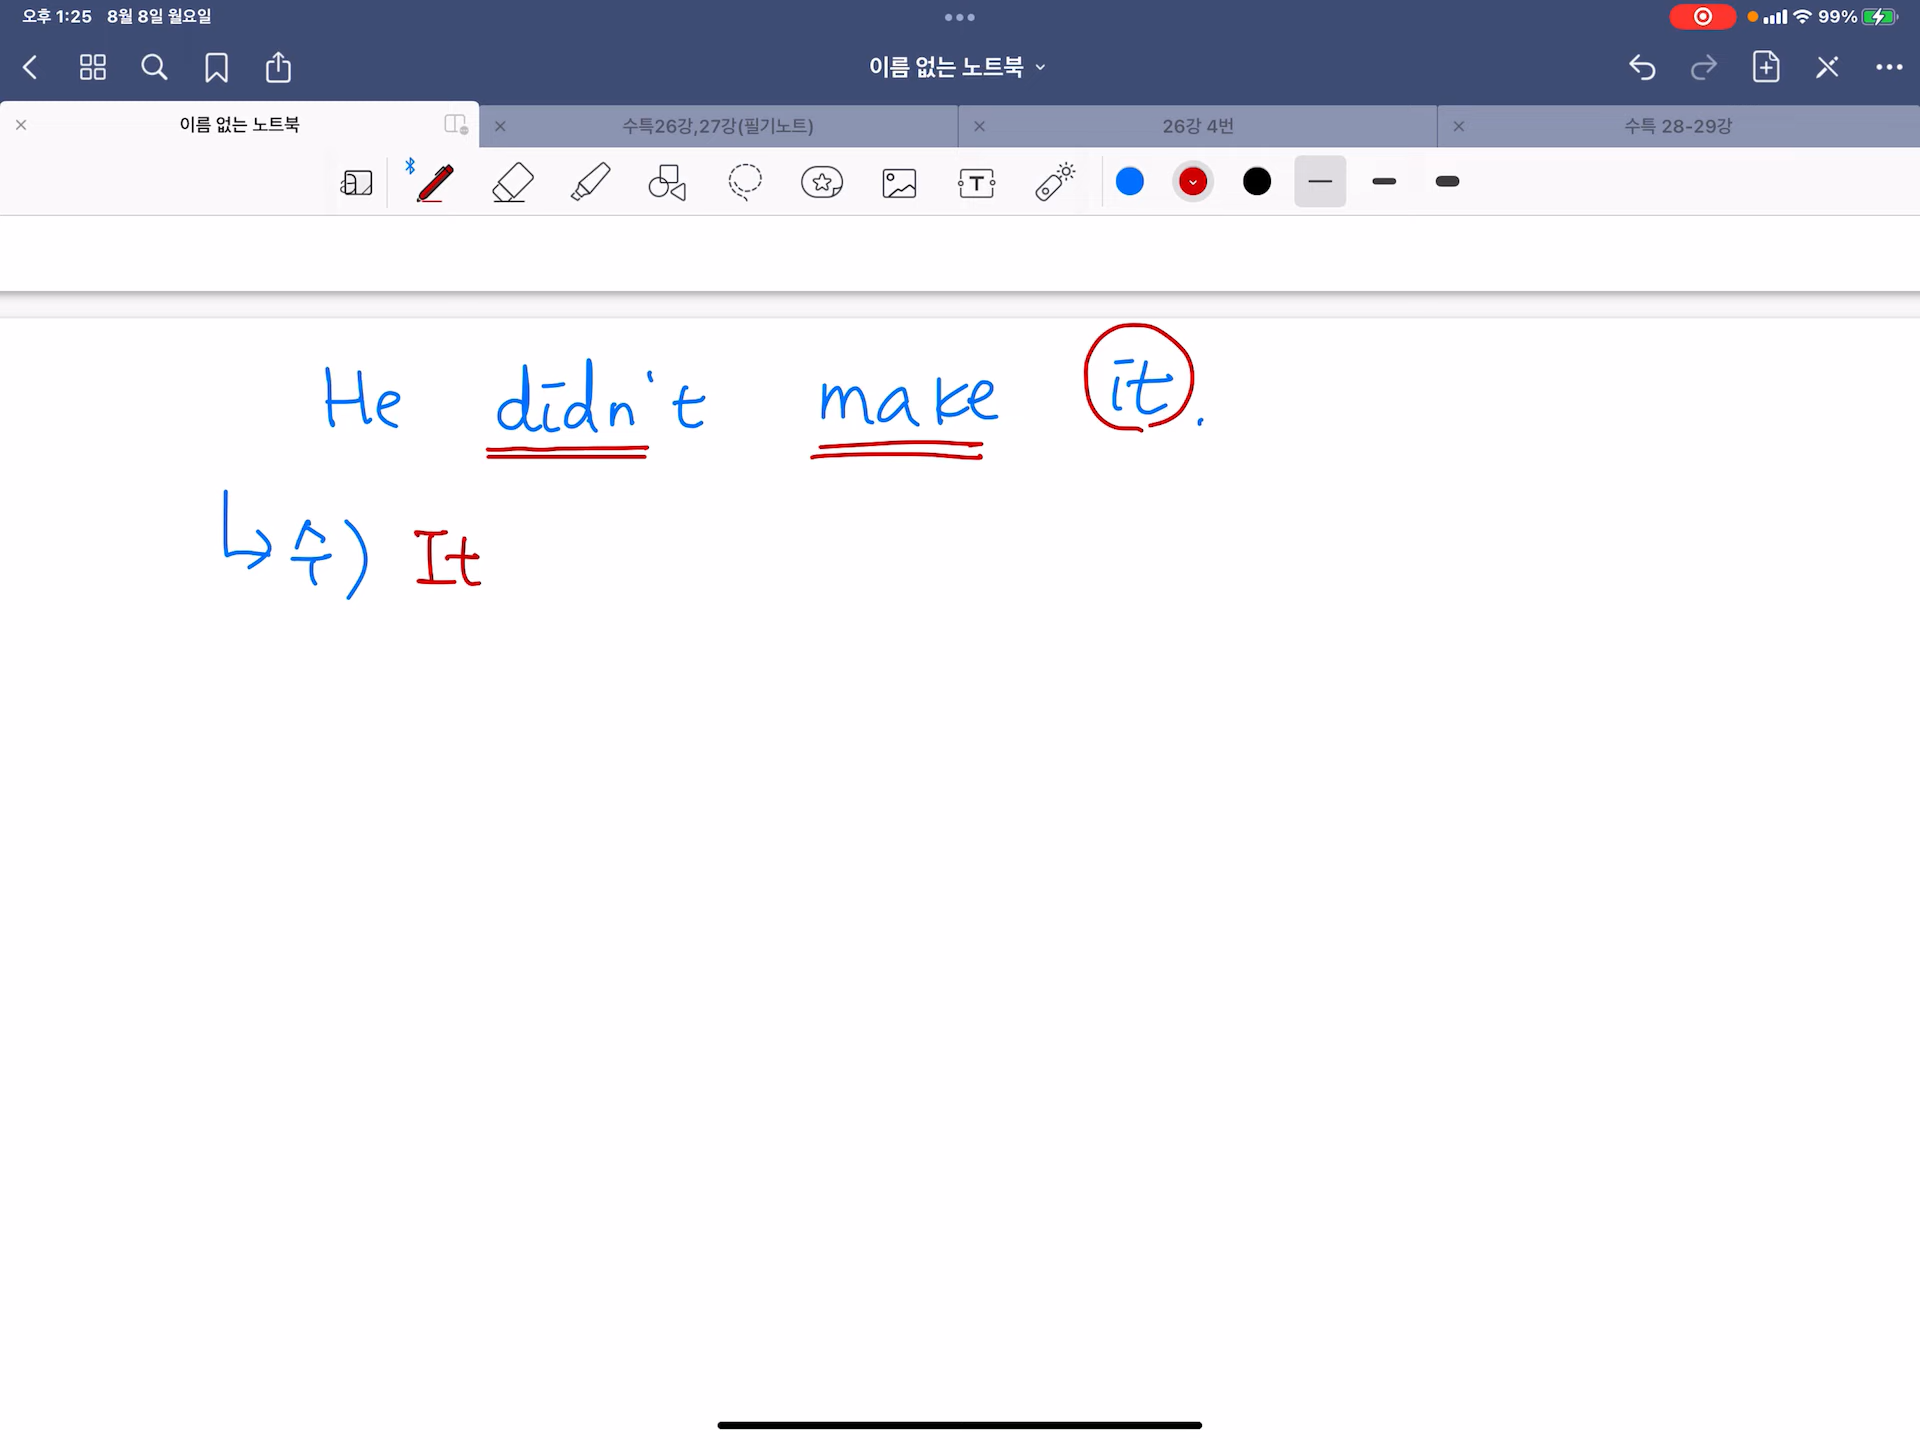 오후 1:25 8월 8일 월요일
99%
이름 없는 노트북
이름 없는 노트북
수특26강,27강(필기노트)
26강 4번
수특 28-29강
He didn't make it.
수) It